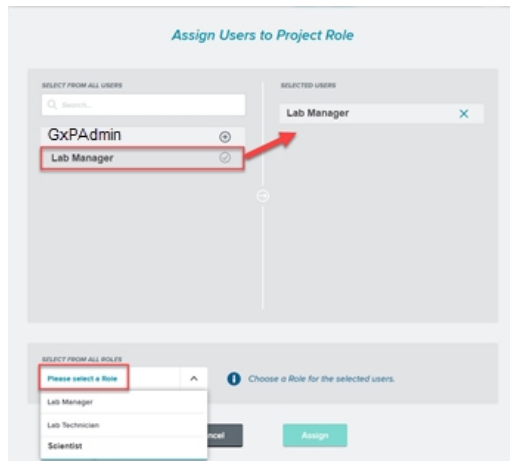 Assign Users to Project Role
SELECT FROM ALL USERS
SELECTED USERS
Search...
Lab Manager
GxPAdmin
Lab Manager
SELECT FROM ALL ROLES
Please select a Role
Choose a Role for the selected users.
Lab Manager
Lab Technician
Scientist
ncel
Assign